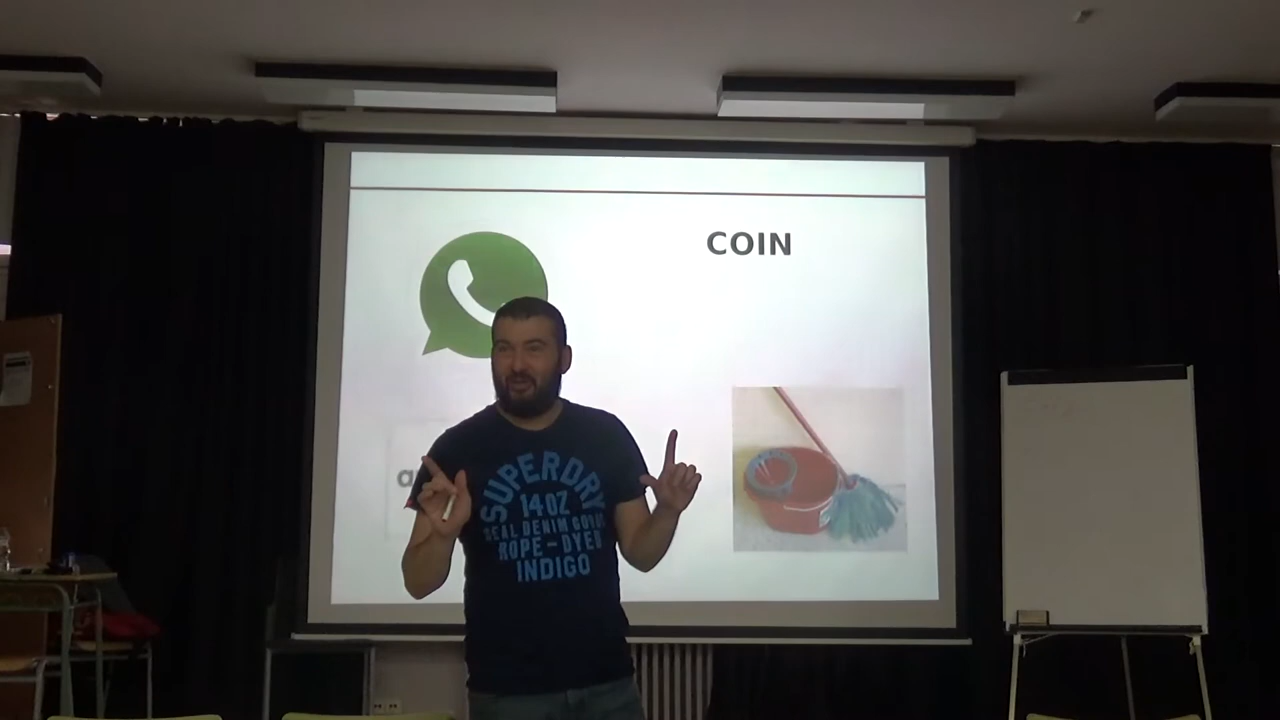 COIN
SUPERDRY
14OZ
REAL DENIM GOODS
ROPE-DYED
INDIGO